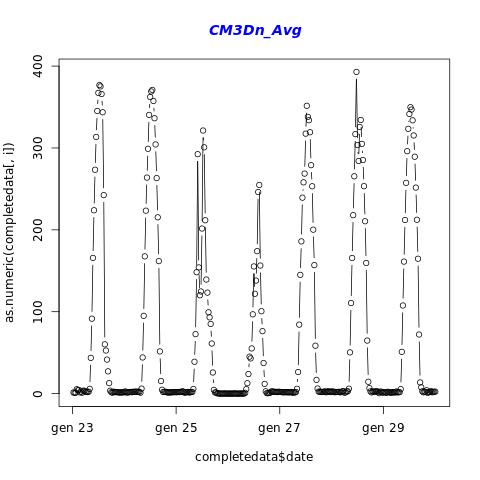 CM3Dn_Avg
as.numeric(completedata[, i])
400
300
200
100
0
gen 23
gen 25
gen 27
gen 29
completedata$date